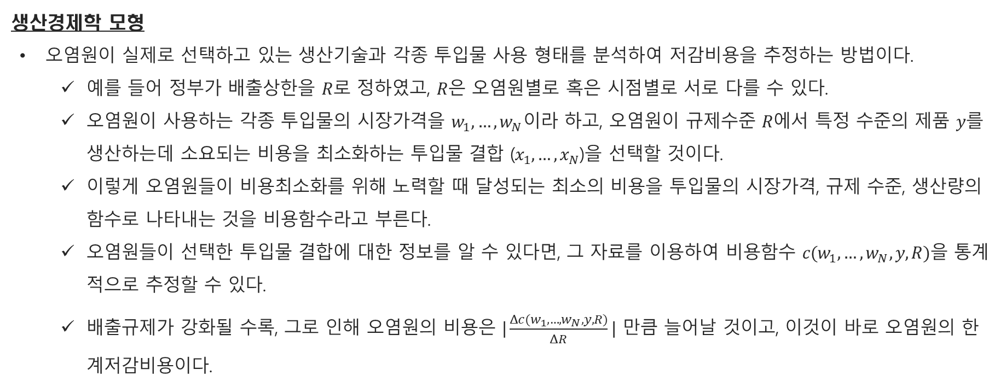 생산경제학 모형
• 오염원이 실제로 선택하고 있는 생산기술과 각종 투입물 사용 형태를 분석하여 저감비용을 추정하는 방법이다.
✓ 예를 들어 정부가 배출상한을 R로 정하였고, R은 오염원별로 혹은 시점별로 서로 다를 수 있다.
✓ 오염원이 사용하는 각종 투입물의 시장가격을 w₁, … , w_N이라 하고, 오염원이 규제수준 R에서 특정 수준의 제품 y를
생산하는데 소요되는 비용을 최소화하는 투입물 결합 (x₁, … , x_N)을 선택할 것이다.
✓ 이렇게 오염원들이 비용최소화를 위해 노력할 때 달성되는 최소의 비용을 투입물의 시장가격, 규제 수준, 생산량의
함수로 나타내는 것을 비용함수라고 부른다.
✓ 오염원들이 선택한 투입물 결합에 대한 정보를 알 수 있다면, 그 자료를 이용하여 비용함수 c(w₁, … , w_N, y, R)을 통계
적으로 추정할 수 있다.
✓ 배출규제가 강화될 수록, 그로 인해 오염원의 비용은 |Δc(w₁,…,w_N,y,R)/ΔR| 만큼 늘어날 것이고, 이것이 바로 오염원의 한
계저감비용이다.